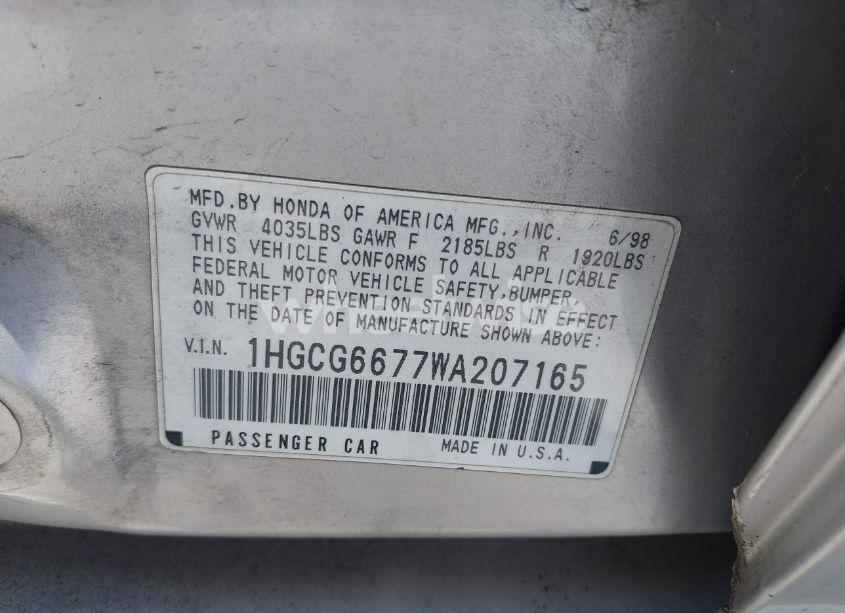 MFD.BY HONDA OF AMERICA MFG.,INC. 6/98
GVWR 4035LBS GAWR F 2185LBS R 1920LBS
THIS VEHICLE CONFORMS TO ALL APPLICABLE
FEDERAL MOTOR VEHICLE SAFETY,BUMPER,
AND THEFT PREVENTION STANDARDS IN EFFECT
ON THE DATE OF MANUFACTURE SHOWN ABOVE:
V.I.N. 1HGCG6677WA207165
PASSENGER CAR MADE IN U.S.A.